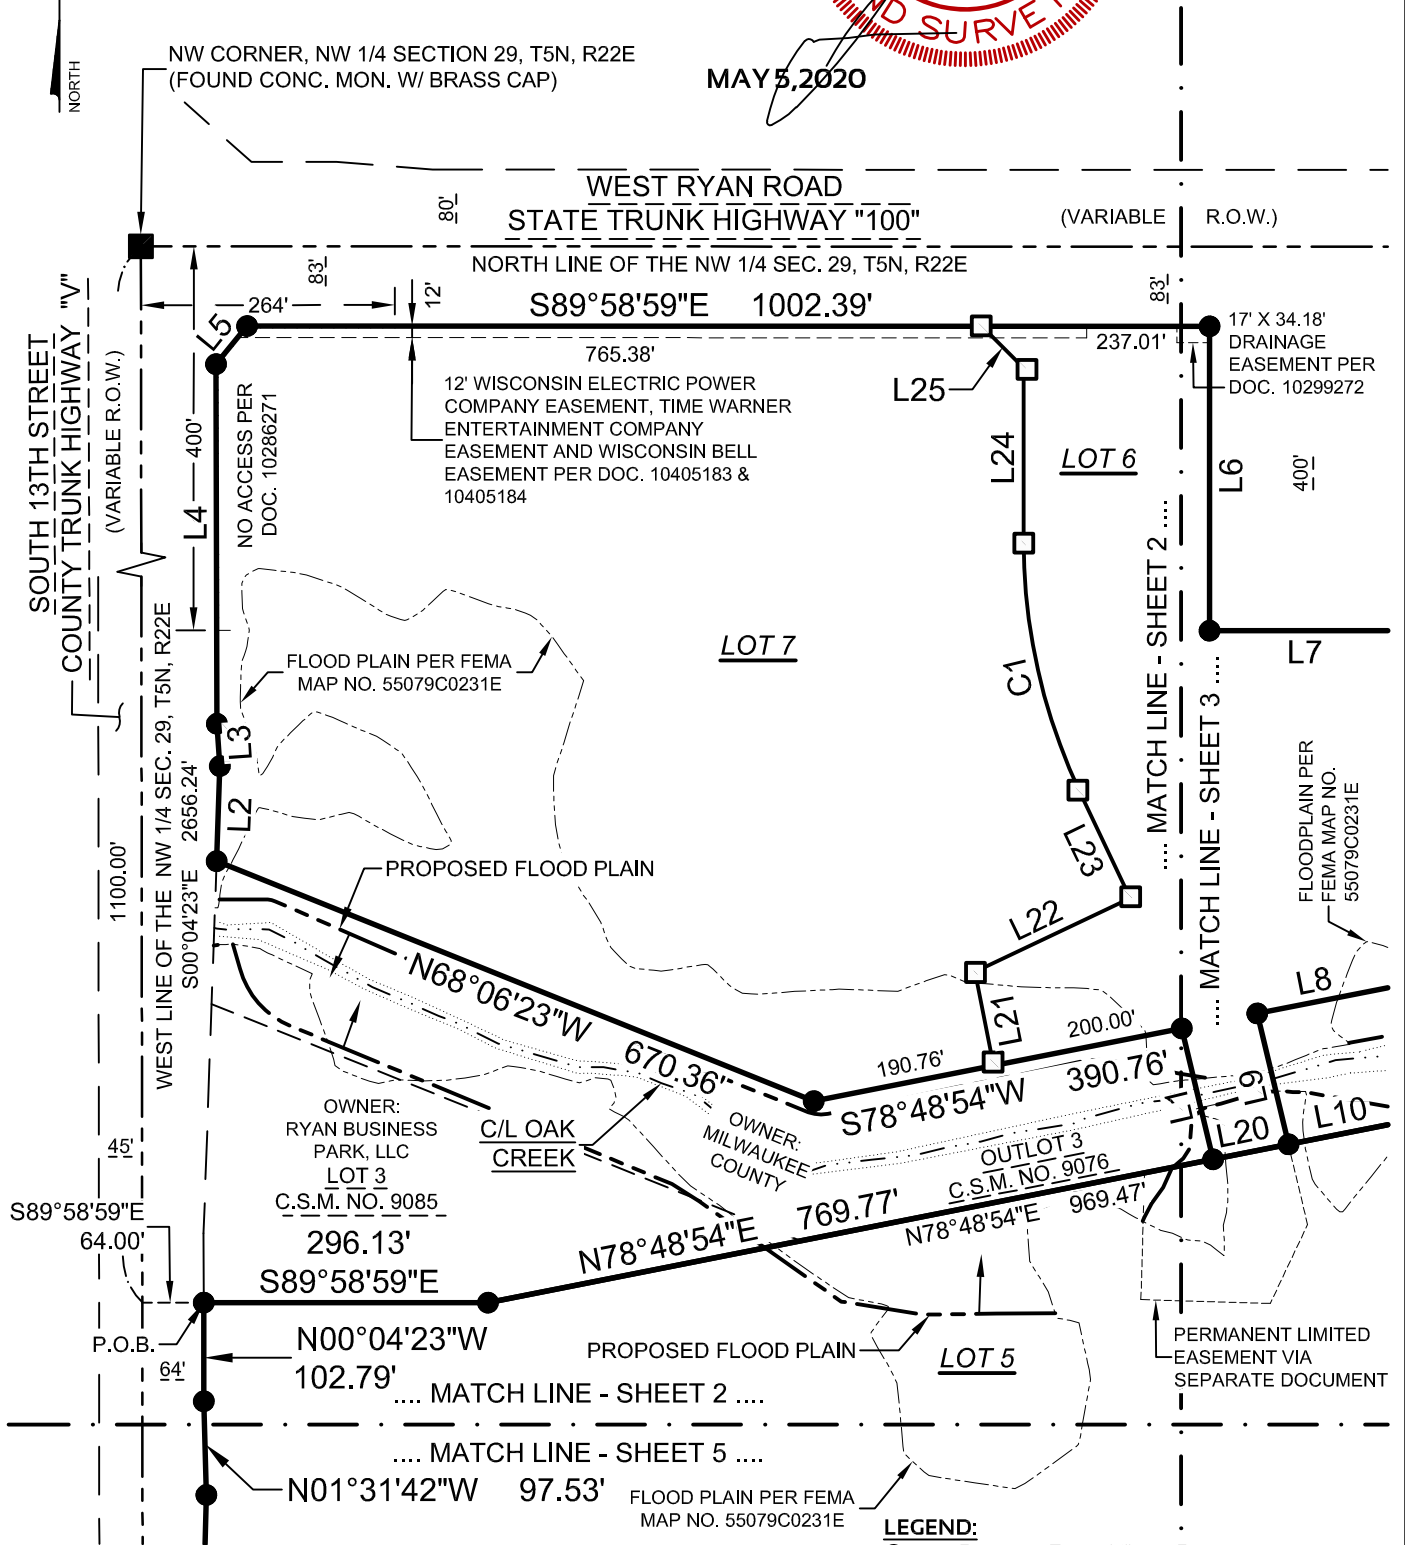 ND SURVE
NORTH
NW CORNER, NW 1/4 SECTION 29, T5N, R22E
(FOUND CONC. MON. W/ BRASS CAP)
MAY 5,2020
WEST RYAN ROAD
STATE TRUNK HIGHWAY "100"
(VARIABLE R.O.W.)
80'
NORTH LINE OF THE NW 1/4 SEC. 29, T5N, R22E
83'
264'
12'
S89°58'59"E 1002.39'
83'
765.38'
237.01'
17' X 34.18'
DRAINAGE
EASEMENT PER
DOC. 10299272
L5
L25
12' WISCONSIN ELECTRIC POWER
COMPANY EASEMENT, TIME WARNER
ENTERTAINMENT COMPANY
EASEMENT AND WISCONSIN BELL
EASEMENT PER DOC. 10405183 &
10405184
SOUTH 13TH STREET
COUNTY TRUNK HIGHWAY "V"
(VARIABLE R.O.W.)
400'
L4
NO ACCESS PER
DOC. 10286271
L24
LOT 6
L6
400'
LOT 7
L7
MATCH LINE - SHEET 2 ....
....
MATCH LINE - SHEET 3 ....
....
FLOOD PLAIN PER FEMA
MAP NO. 55079C0231E
C1
L3
L2
WEST LINE OF THE NW 1/4 SEC. 29, T5N, R22E
S00°04'23"E 2656.24'
1100.00'
L23
L22
FLOODPLAIN PER
FEMA MAP NO.
55079C0231E
PROPOSED FLOOD PLAIN
N68°06'23"W 670.36'
L21
L8
200.00'
190.76'
S78°48'54"W 390.76'
L9
L10
L20
OWNER:
RYAN BUSINESS
PARK, LLC
LOT 3
C.S.M. NO. 9085
C/L OAK
CREEK
OWNER:
MILWAUKEE
COUNTY
OUTLOT 3
C.S.M. NO. 9076
45'
S89°58'59"E
64.00'
296.13'
S89°58'59"E
N78°48'54"E 769.77'
N78°48'54"E 969.47'
P.O.B.
64'
N00°04'23"W
102.79'
PROPOSED FLOOD PLAIN
LOT 5
PERMANENT LIMITED
EASEMENT VIA
SEPARATE DOCUMENT
.... MATCH LINE - SHEET 2 ....
.... MATCH LINE - SHEET 5 ....
N01°31'42"W 97.53'
FLOOD PLAIN PER FEMA
MAP NO. 55079C0231E
LEGEND: